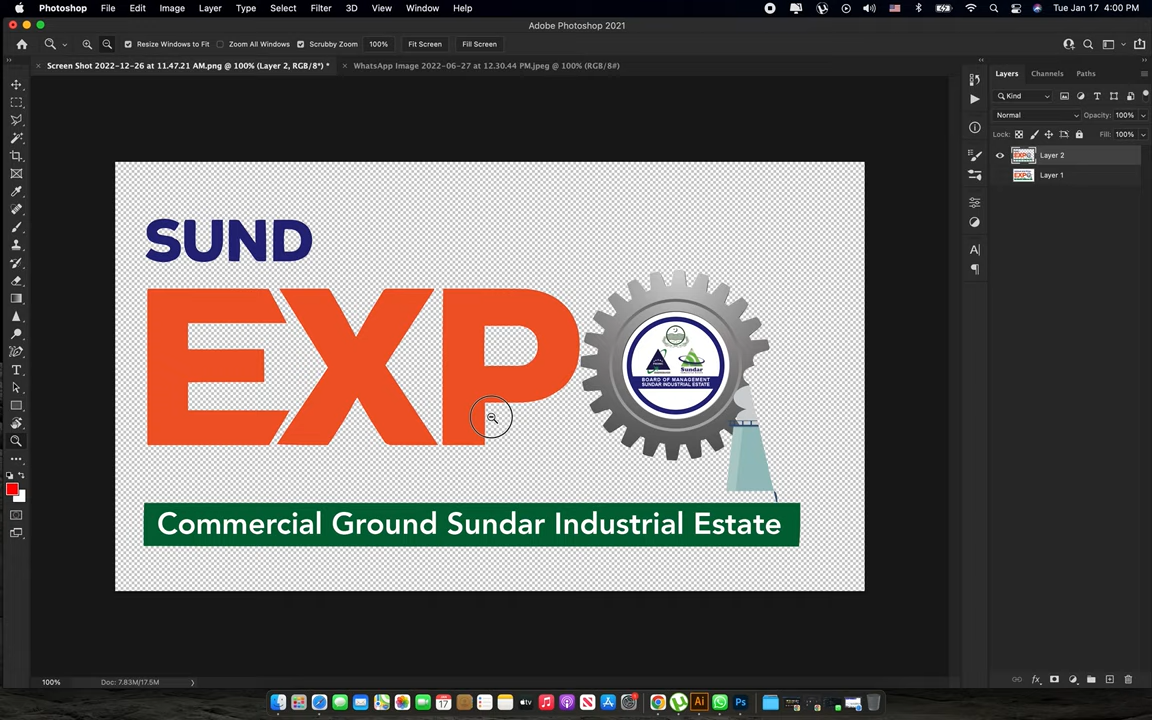 Photoshop File Edit Image Layer Type Select Filter 3D View Window Help Tue Jan 17 4:00 PM
Adobe Photoshop 2021
Resize Windows to Fit Zoom All Windows Scrubby Zoom 100% Fit Screen Fill Screen
Screen Shot 2022-12-26 at 11.47.21 AM.png @ 100% (Layer 2, RGB/8*) * WhatsApp Image 2022-06-27 at 12.30.44 PM.jpeg @ 100% (RGB/8#)
Layers Channels Paths
Kind
Normal Opacity: 100%
Lock: Fill: 100%
Layer 2
Layer 1
SUND
EXP
Sundar
BOARD OF MANAGEMENT
SUNDAR INDUSTRIAL ESTATE
Commercial Ground Sundar Industrial Estate
100% Doc: 7.83M/17.5M